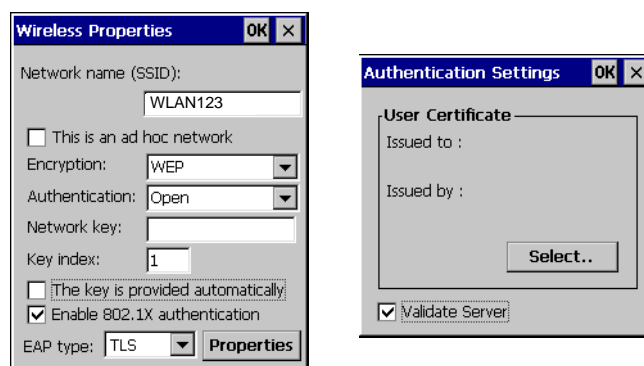 Wireless Properties OK ×
Network name (SSID):
WLAN123
This is an ad hoc network
Encryption: WEP
Authentication: Open
Network key:
Key index: 1
The key is provided automatically
Enable 802.1X authentication
EAP type: TLS Properties
Authentication Settings OK ×
User Certificate
Issued to :
Issued by :
Select..
Validate Server